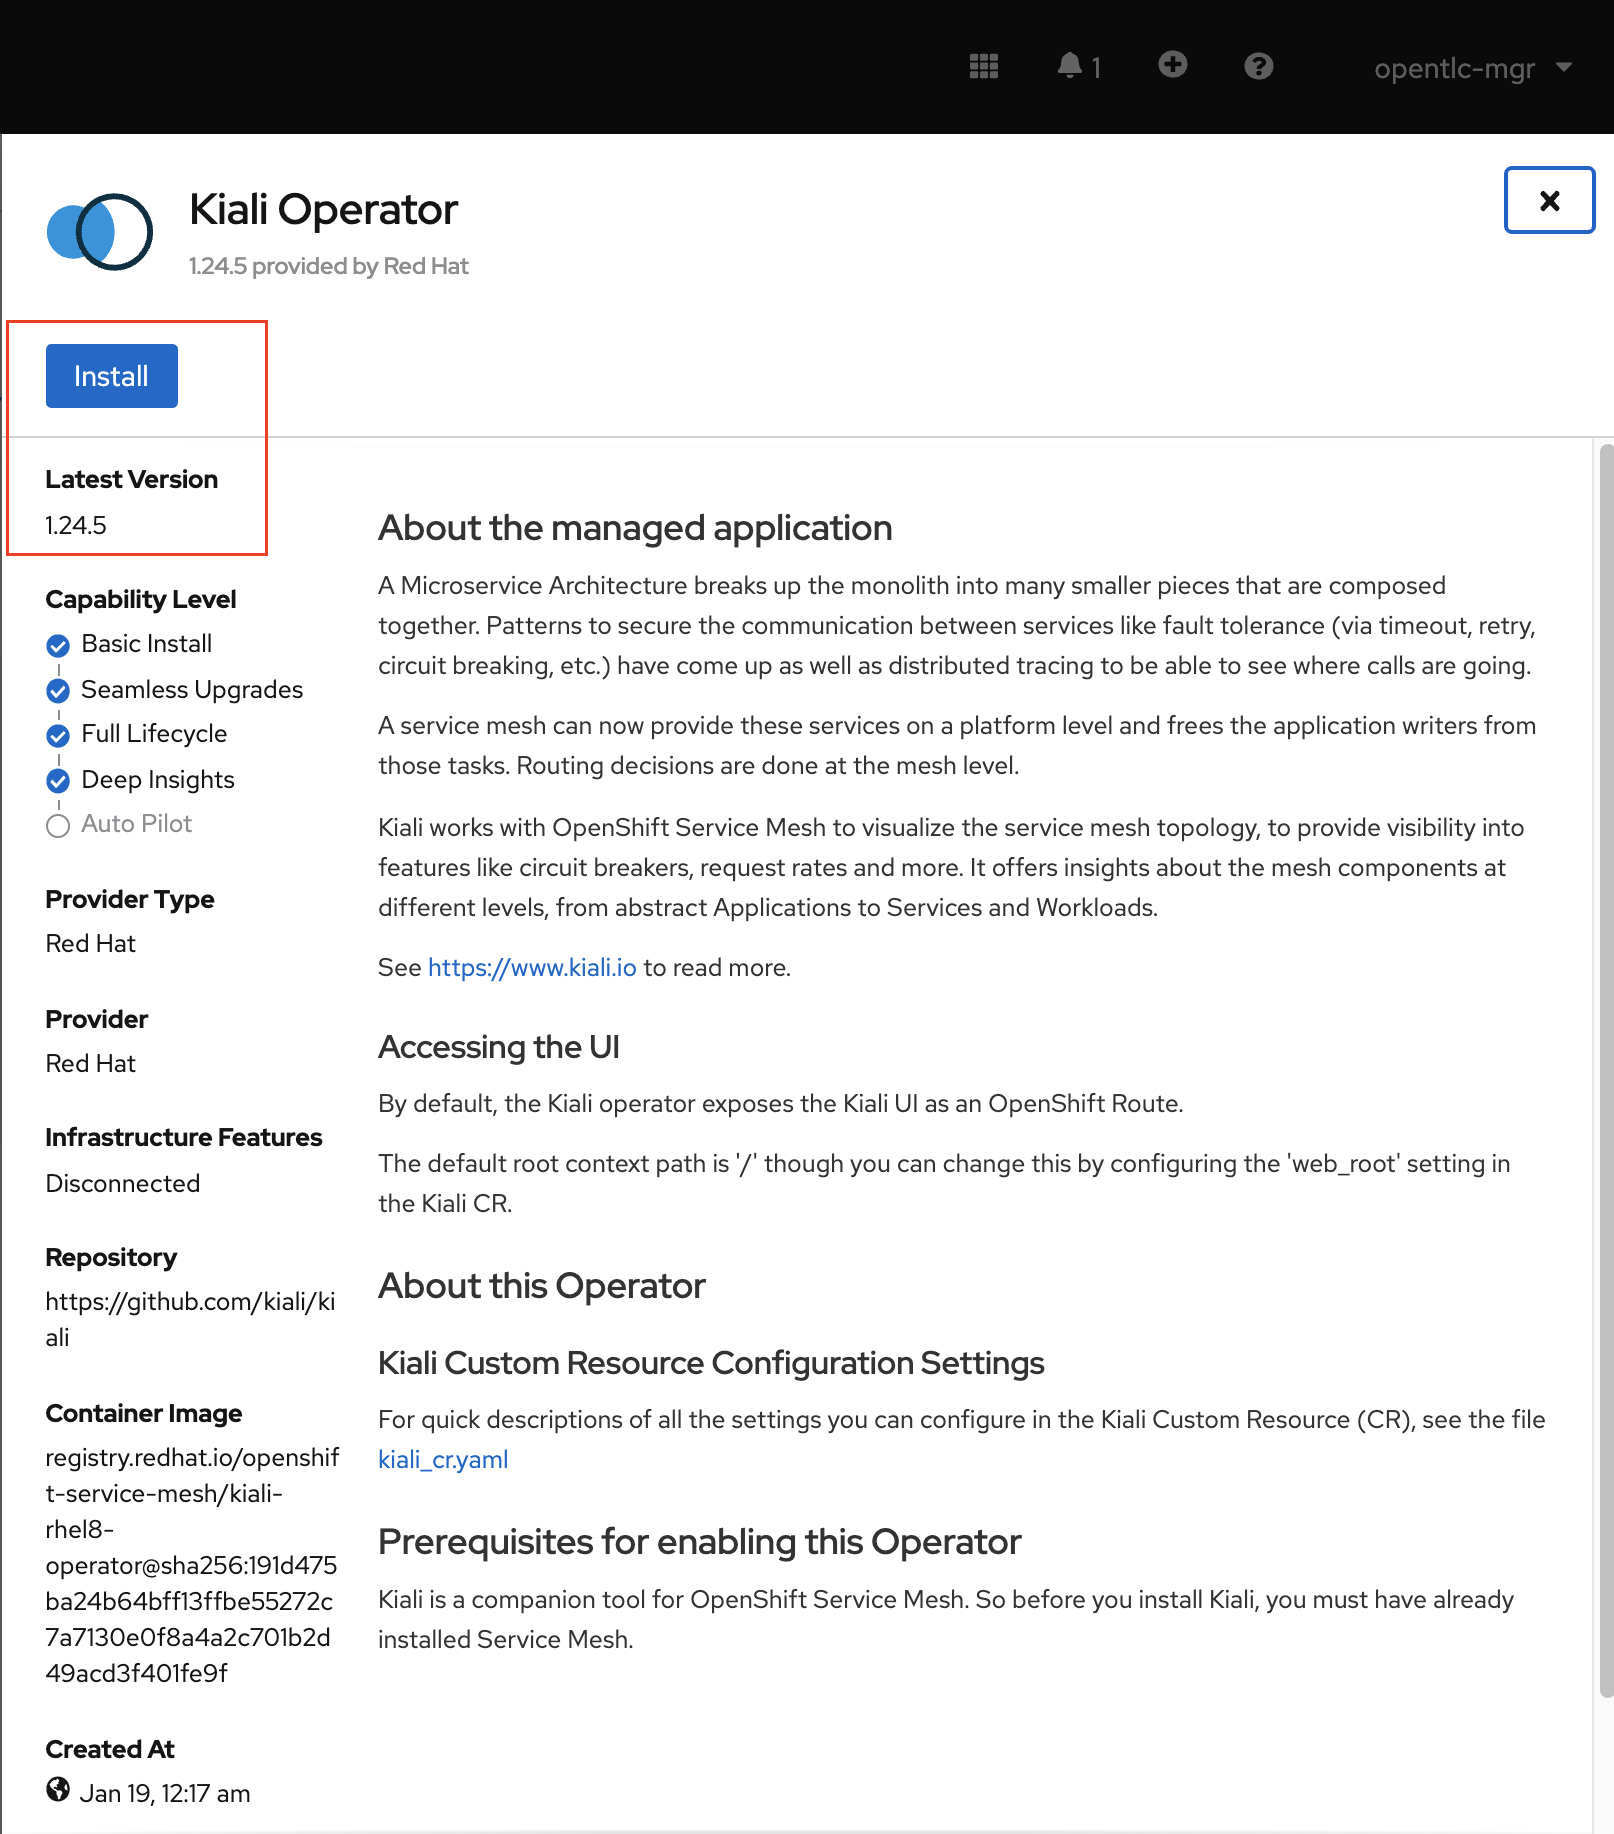 1
opentlc-mgr
Kiali Operator
1.24.5 provided by Red Hat
Install
Latest Version
1.24.5
Capability Level
Basic Install
Seamless Upgrades
Full Lifecycle
Deep Insights
Auto Pilot
Provider Type
Red Hat
Provider
Red Hat
Infrastructure Features
Disconnected
Repository
https://github.com/kiali/ki
ali
Container Image
registry.redhat.io/openshif
t-service-mesh/kiali-
rhel8-
operator@sha256:191d475
ba24b64bff13ffbe55272c
7a7130e0f8a4a2c701b2d
49acd3f401fe9f
Created At
Jan 19, 12:17 am
About the managed application
A Microservice Architecture breaks up the monolith into many smaller pieces that are composed
together. Patterns to secure the communication between services like fault tolerance (via timeout, retry,
circuit breaking, etc.) have come up as well as distributed tracing to be able to see where calls are going.
A service mesh can now provide these services on a platform level and frees the application writers from
those tasks. Routing decisions are done at the mesh level.
Kiali works with OpenShift Service Mesh to visualize the service mesh topology, to provide visibility into
features like circuit breakers, request rates and more. It offers insights about the mesh components at
different levels, from abstract Applications to Services and Workloads.
See https://www.kiali.io to read more.
Accessing the UI
By default, the Kiali operator exposes the Kiali UI as an OpenShift Route.
The default root context path is '/' though you can change this by configuring the 'web_root' setting in
the Kiali CR.
About this Operator
Kiali Custom Resource Configuration Settings
For quick descriptions of all the settings you can configure in the Kiali Custom Resource (CR), see the file
kiali_cr.yaml
Prerequisites for enabling this Operator
Kiali is a companion tool for OpenShift Service Mesh. So before you install Kiali, you must have already
installed Service Mesh.